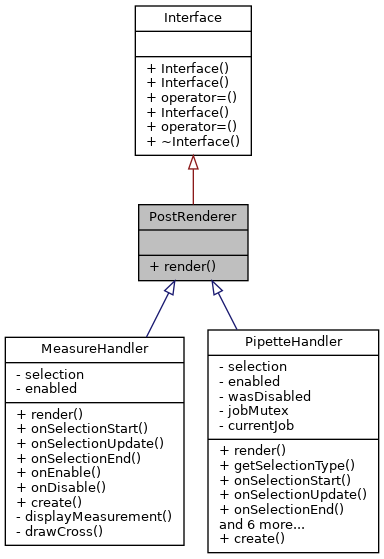 Interface
+ Interface()
+ Interface()
+ operator=()
+ Interface()
+ operator=()
+ ~Interface()
PostRenderer
+ render()
MeasureHandler
- selection
- enabled
+ render()
+ onSelectionStart()
+ onSelectionUpdate()
+ onSelectionEnd()
+ onEnable()
+ onDisable()
+ create()
- displayMeasurement()
- drawCross()
PipetteHandler
- selection
- enabled
- wasDisabled
- jobMutex
- currentJob
+ render()
+ getSelectionType()
+ onSelectionStart()
+ onSelectionUpdate()
+ onSelectionEnd()
and 6 more...
+ create()